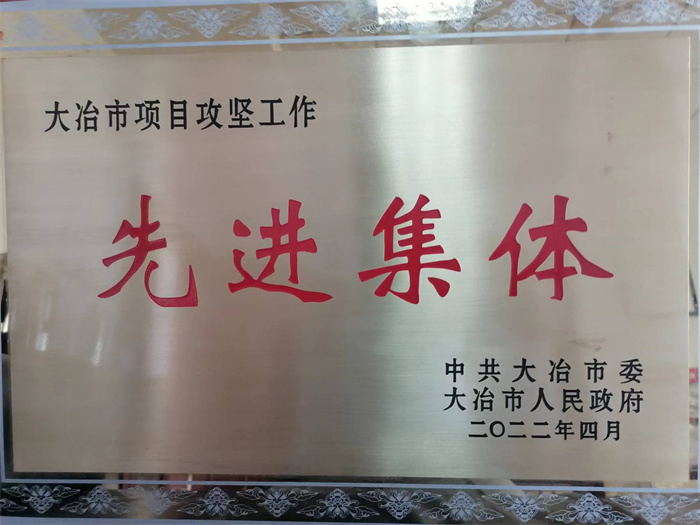 大冶市项目攻坚工作
先进集体
中共大冶市委
大冶市人民政府
二〇二二年四月